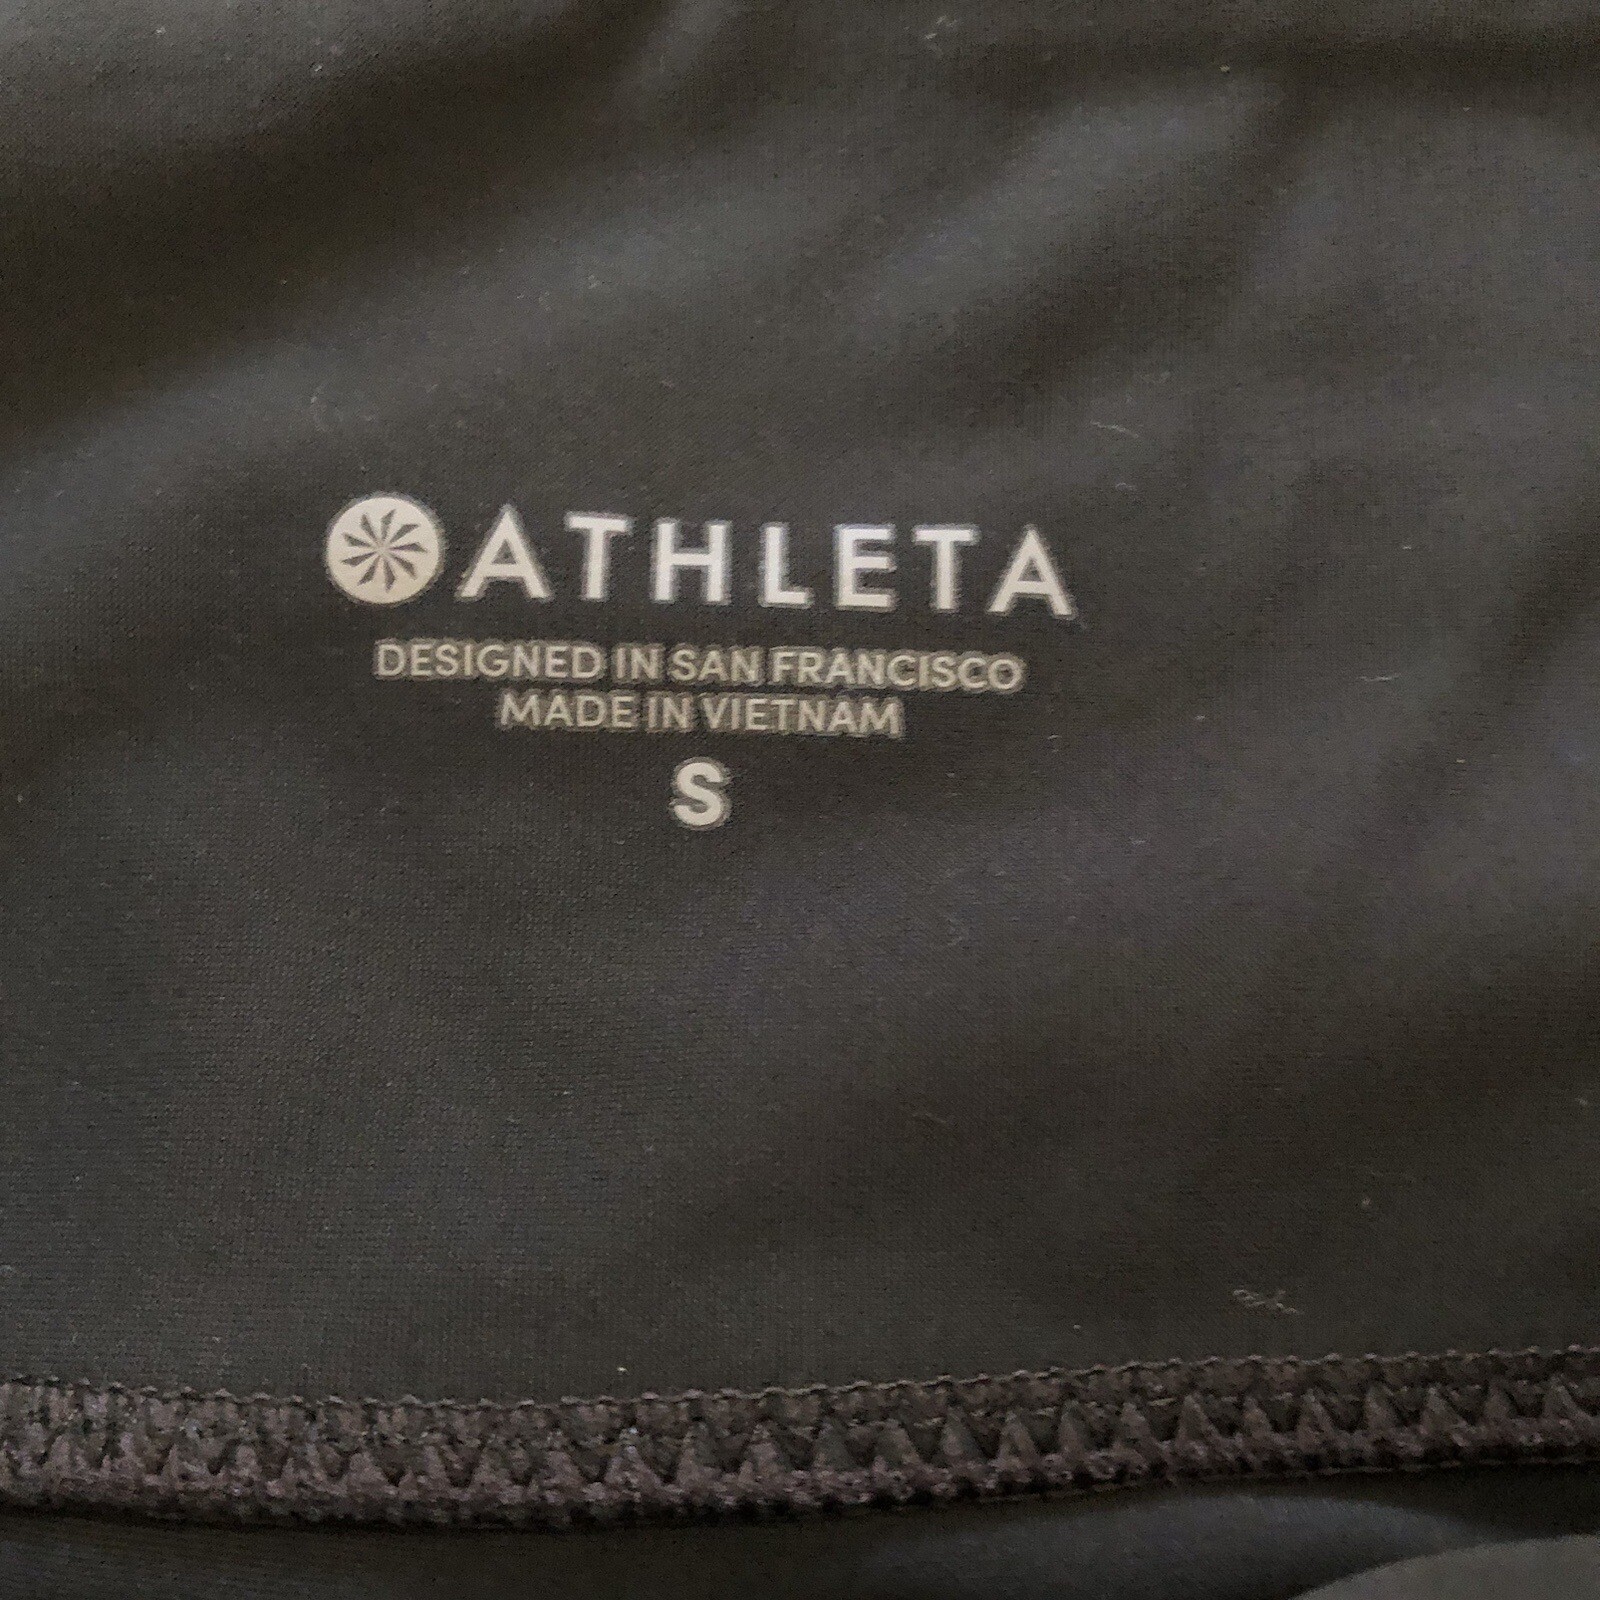 ATHLETA
DESIGNED IN SAN FRANCISCO
MADE IN VIETNAM
S